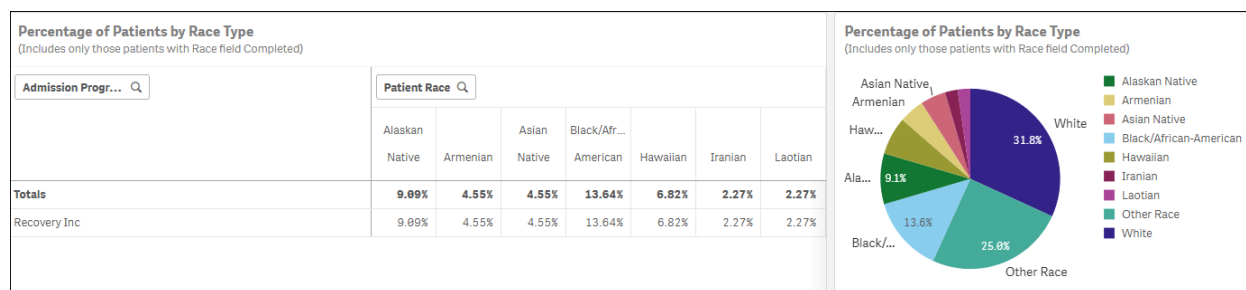 Percentage of Patients by Race Type
(Includes only those patients with Race field Completed)
Admission Progr...
Patient Race
Alaskan Native
Armenian
Asian Native
Black/Afr... American
Hawaiian
Iranian
Laotian
Totals 9.09% 4.55% 4.55% 13.64% 6.82% 2.27% 2.27%
Recovery Inc 9.09% 4.55% 4.55% 13.64% 6.82% 2.27% 2.27%
Percentage of Patients by Race Type
(Includes only those patients with Race field Completed)
Asian Native
Armenian
Haw...
Ala...
Black/...
Other Race
White
31.8%
9.1%
13.6%
25.0%
Alaskan Native
Armenian
Asian Native
Black/African-American
Hawaiian
Iranian
Laotian
Other Race
White